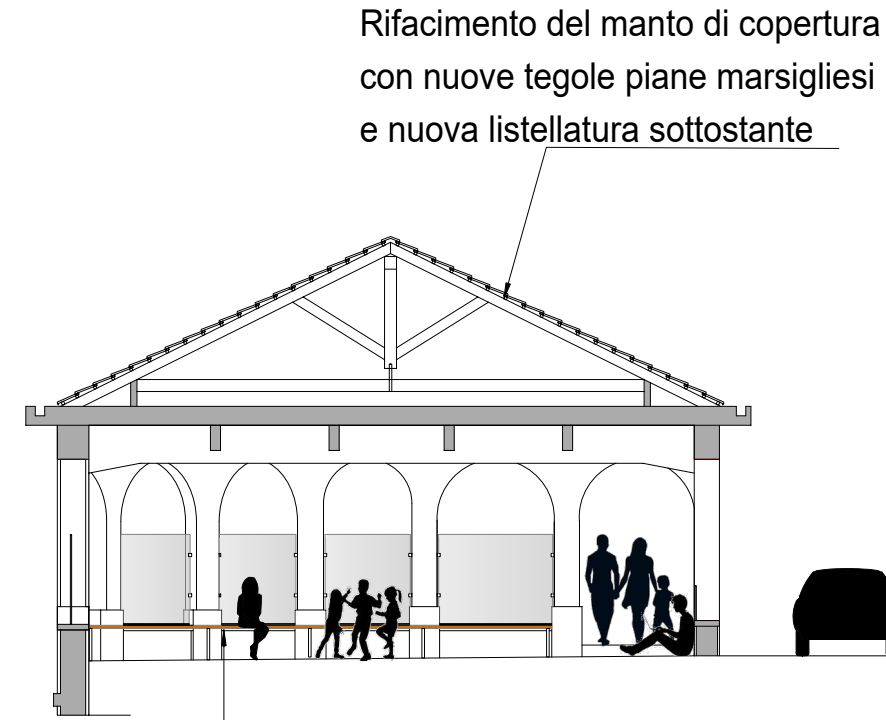 Rifacimento del manto di copertura
con nuove tegole piane marsigliesi
e nuova listellatura sottostante